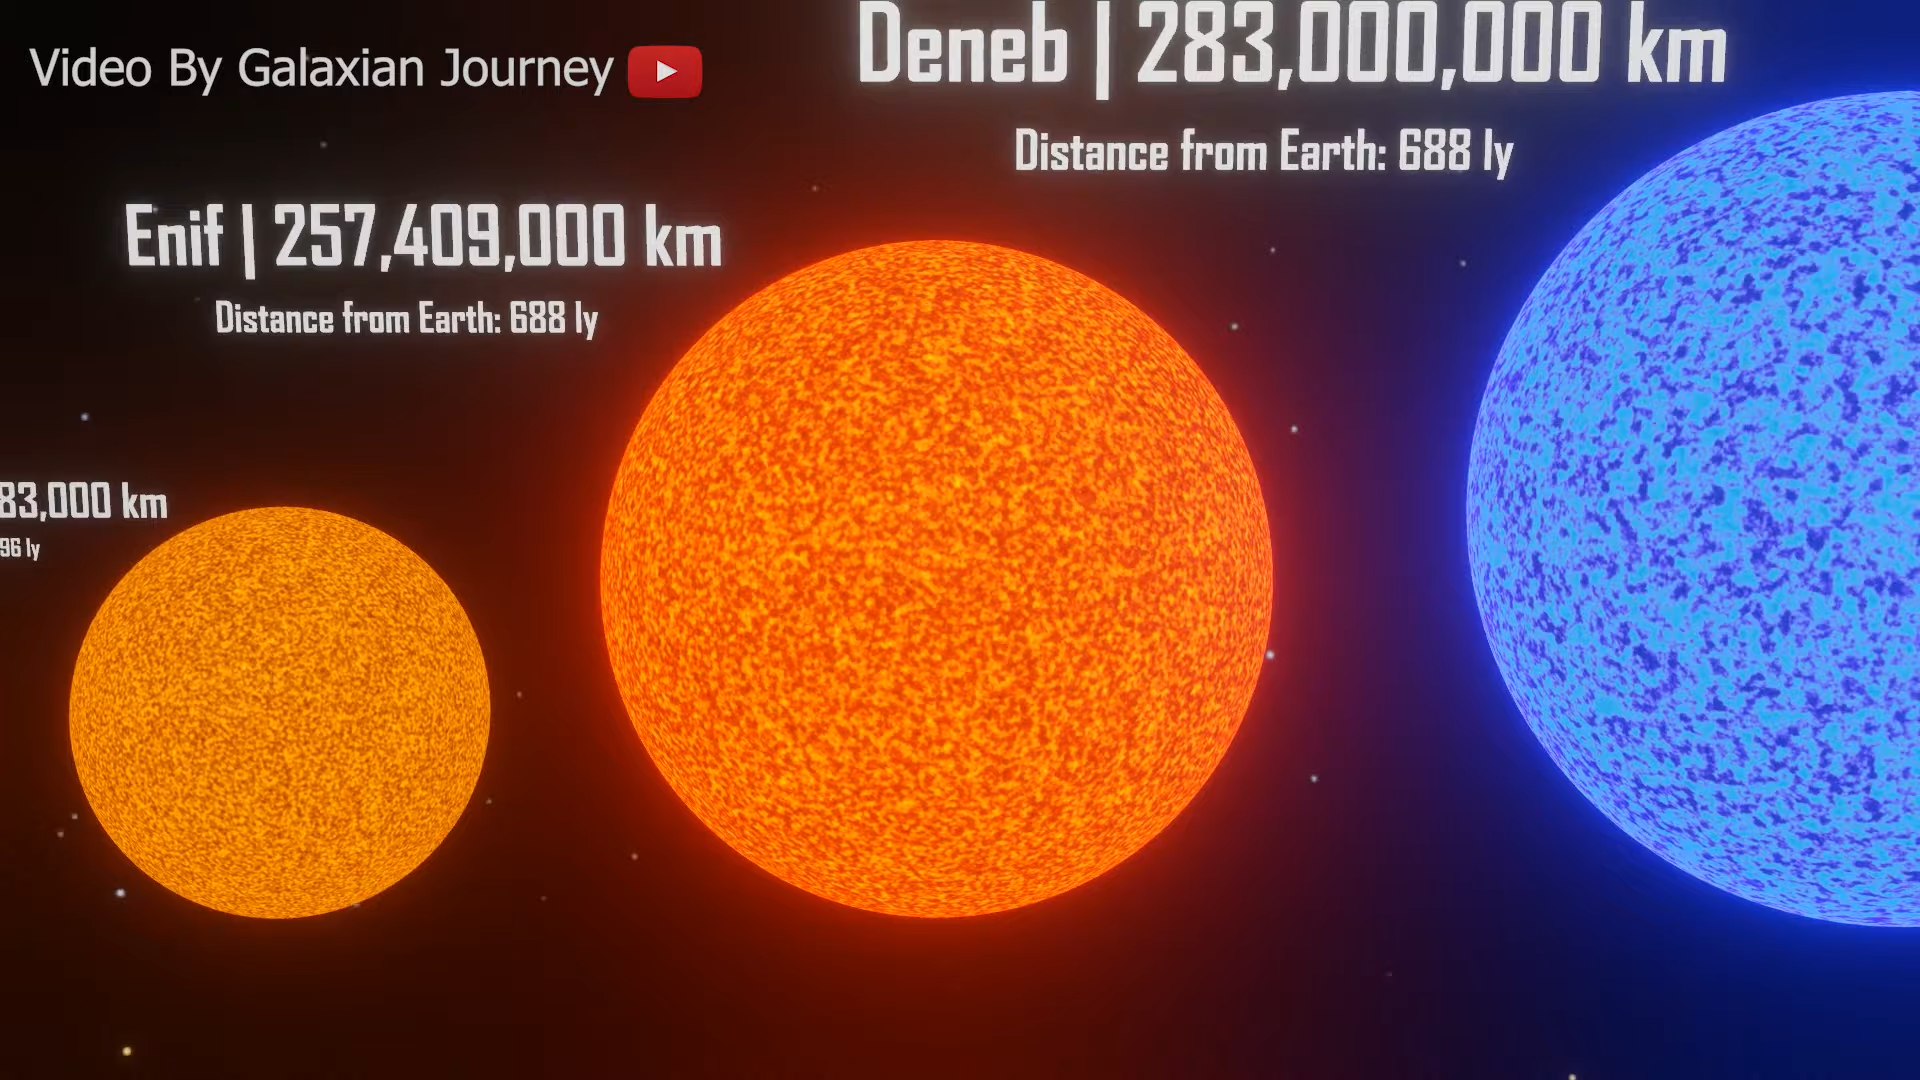 Video By Galaxian Journey
Deneb | 283,000,000 km
Distance from Earth: 688 ly
Enif | 257,409,000 km
Distance from Earth: 688 ly
83,000 km
96 ly